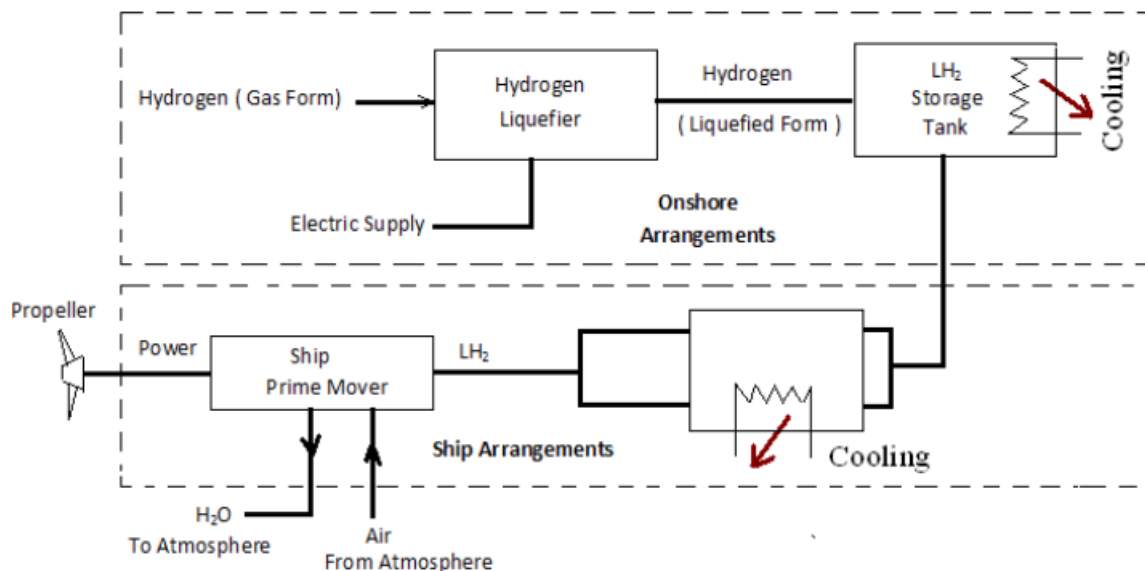 Hydrogen ( Gas Form)
Hydrogen
Liquefier
Hydrogen
( Liquefied Form )
LH₂
Storage
Tank
Cooling
Electric Supply
Onshore
Arrangements
Propeller
Power
Ship
Prime Mover
LH₂
Ship Arrangements
Cooling
H₂O
To Atmosphere
Air
From Atmosphere